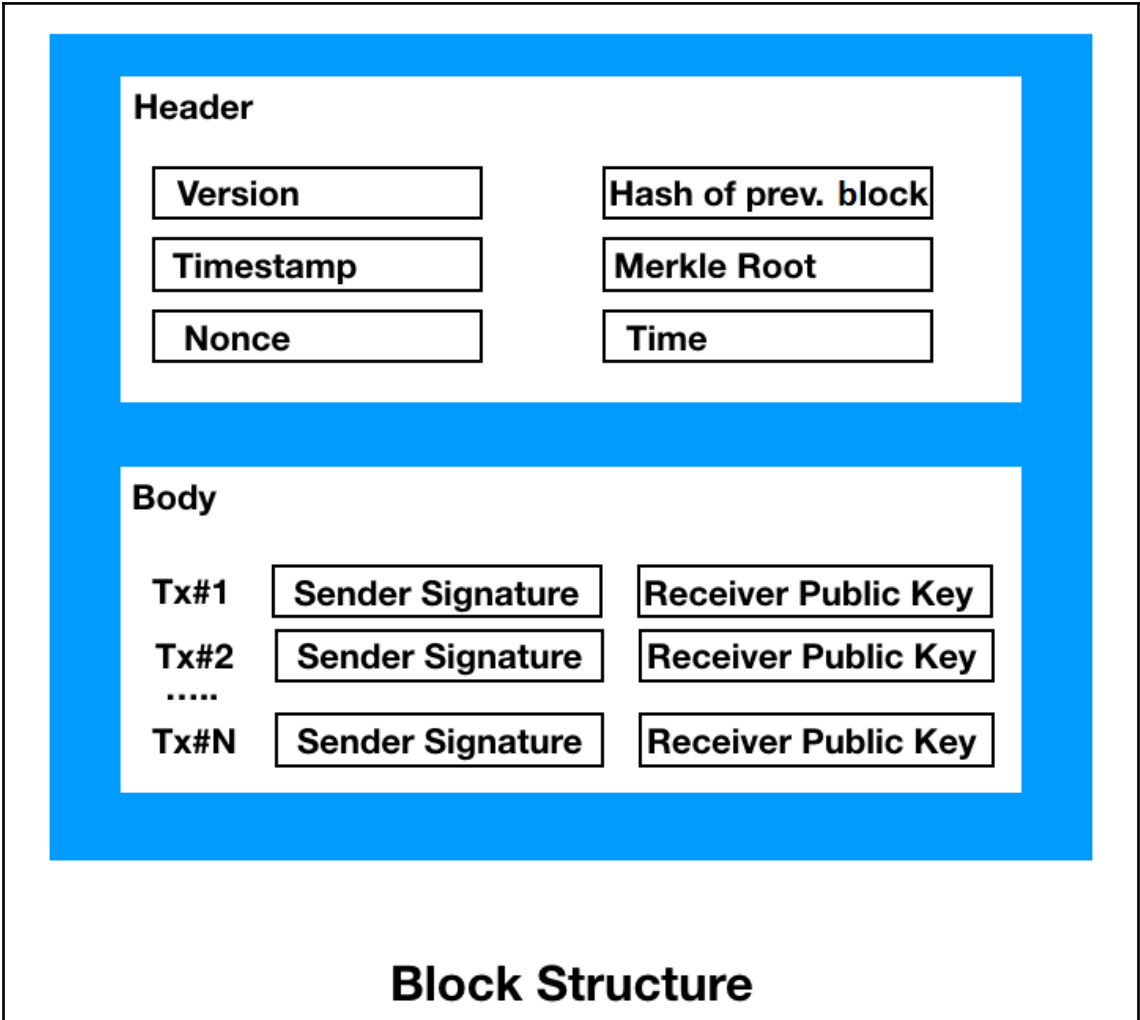 Header
Version
Hash of prev. block
Timestamp
Merkle Root
Nonce
Time
Body
Tx#1 Sender Signature Receiver Public Key
Tx#2 Sender Signature Receiver Public Key
.....
Tx#N Sender Signature Receiver Public Key
Block Structure